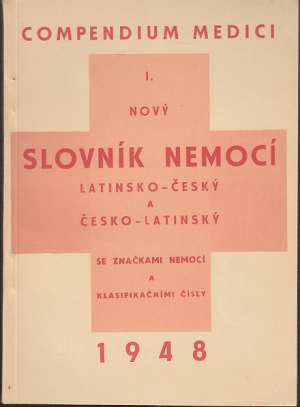 COMPENDIUM MEDICI
I.
NOVÝ
SLOVNÍK NEMOCÍ
LATINSKO-ČESKÝ
A
ČESKO-LATINSKÝ
SE ZNAČKAMI NEMOCÍ
A
KLASIFIKAČNÍMI ČÍSLY
1948